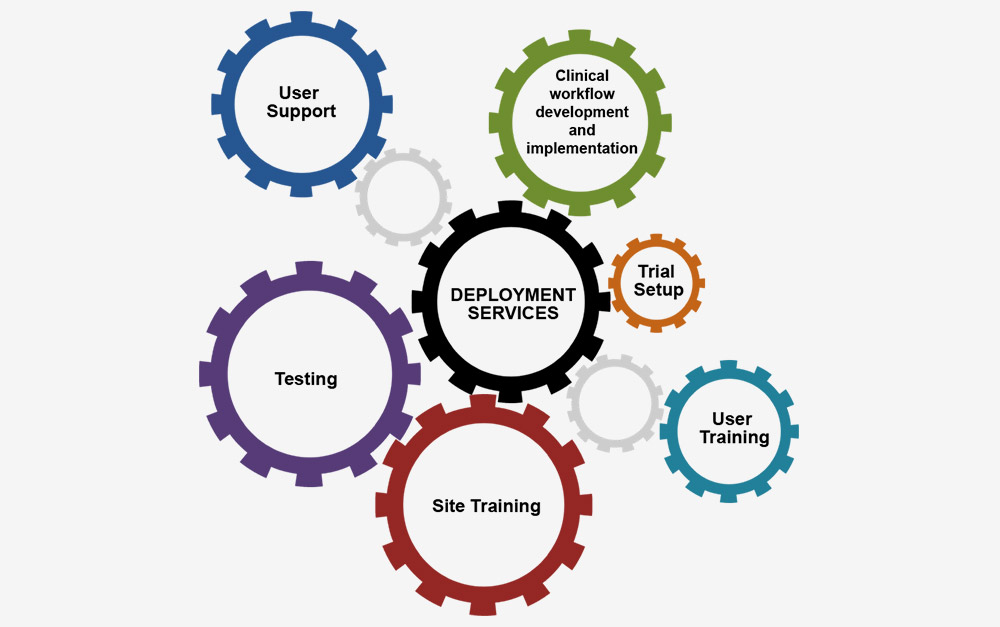 User
Support
Clinical
workflow
development
and
implementation
DEPLOYMENT
SERVICES
Trial
Setup
Testing
User
Training
Site Training